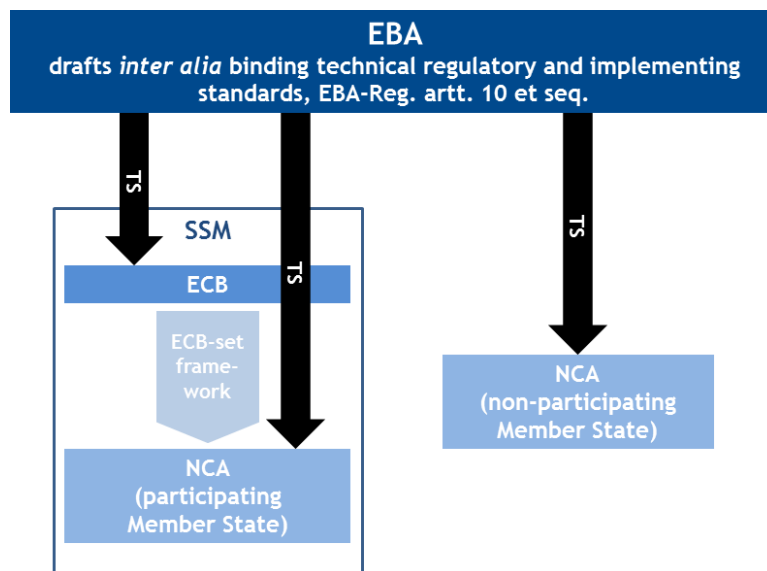 EBA
drafts inter alia binding technical regulatory and implementing
standards, EBA-Reg. artt. 10 et seq.
TS
TS
TS
SSM
ECB
ECB-set
frame-
work
NCA
(participating
Member State)
NCA
(non-participating
Member State)